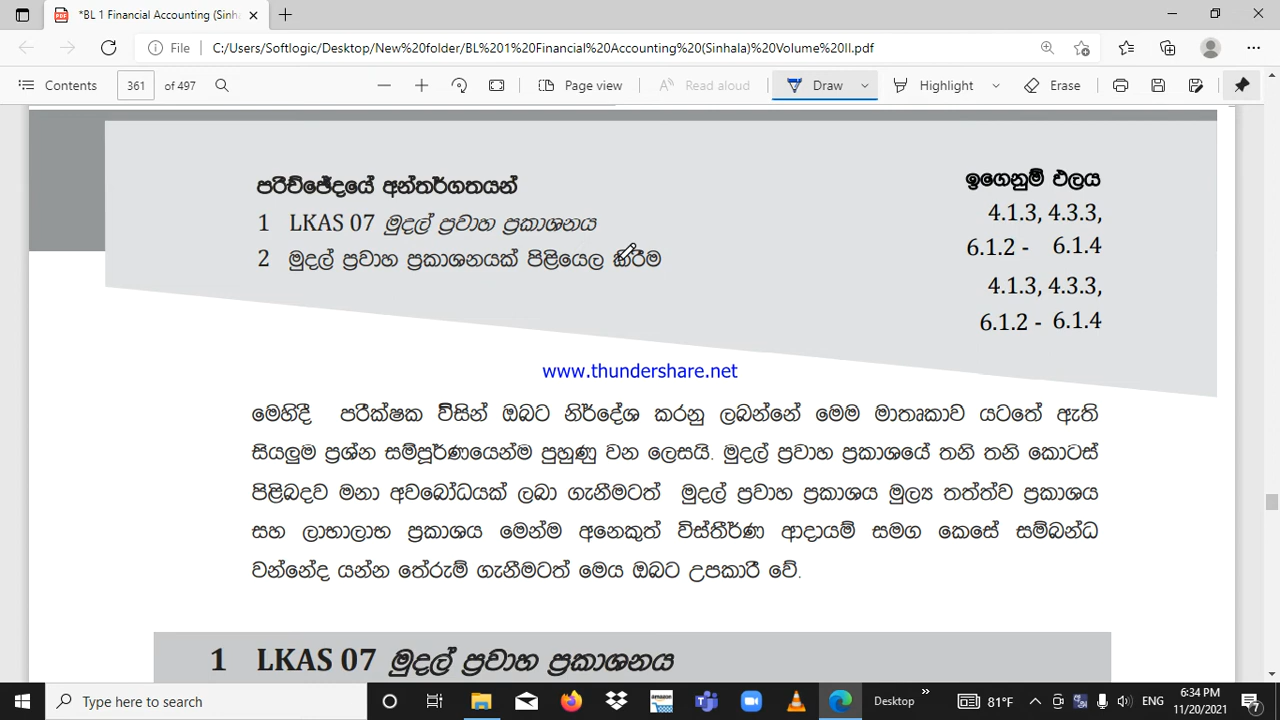 *BL 1 Financial Accounting (Sinh
File
C:/Users/Softlogic/Desktop/New%20folder/BL%201%20Financial%20Accounting%20(Sinhala)%20Volume%20II.pdf
Contents 361 of 497 Page view Read aloud Draw Highlight Erase
පරිච්ඡේදයේ අන්තර්ගතයන්
ඉගෙනුම් ඵලය
1 LKAS 07 මුදල් ප්‍රවාහ ප්‍රකාශනය
4.1.3, 4.3.3,
6.1.2 - 6.1.4
2 මුදල් ප්‍රවාහ ප්‍රකාශනයක් පිළියෙල කිරීම
4.1.3, 4.3.3,
6.1.2 - 6.1.4
www.thundershare.net
මෙහිදී පරීක්ෂක විසින් ඔබට නිර්දේශ කරනු ලබන්නේ මෙම මාතෘකාව යටතේ ඇති
සියලුම ප්‍රශ්න සම්පූර්ණයෙන්ම පුහුණු වන ලෙසයි. මුදල් ප්‍රවාහ ප්‍රකාශයේ තනි තනි කොටස්
පිළිබදව මනා අවබෝධයක් ලබා ගැනීමටත් මුදල් ප්‍රවාහ ප්‍රකාශය මුල්‍ය තත්ත්ව ප්‍රකාශය
සහ ලාභාලාභ ප්‍රකාශය මෙන්ම අනෙකුත් විස්තීර්ණ ආදායම් සමග කෙසේ සම්බන්ධ
වන්නේද යන්න තේරුම් ගැනීමටත් මෙය ඔබට උපකාරී වේ.
1 LKAS 07 මුදල් ප්‍රවාහ ප්‍රකාශනය
Type here to search
Desktop
81°F
ENG
6:34 PM
11/20/2021
7